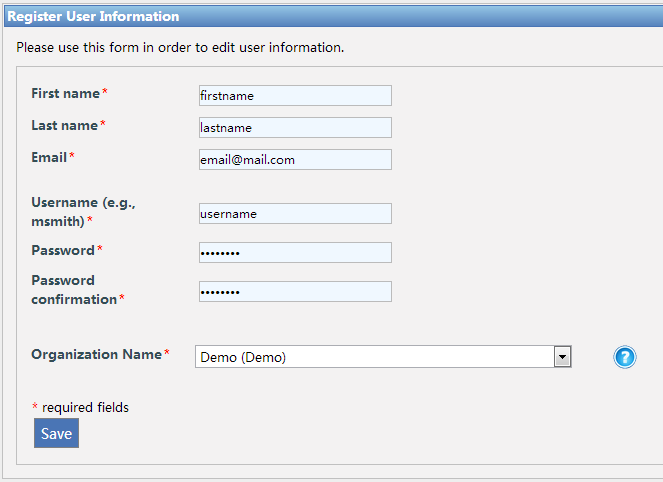 Register User Information
Please use this form in order to edit user information.
First name* firstname
Last name* lastname
Email* email@mail.com
Username (e.g., msmith)* username
Password* ••••••••
Password confirmation* ••••••••
Organization Name* Demo (Demo) ?
* required fields
Save